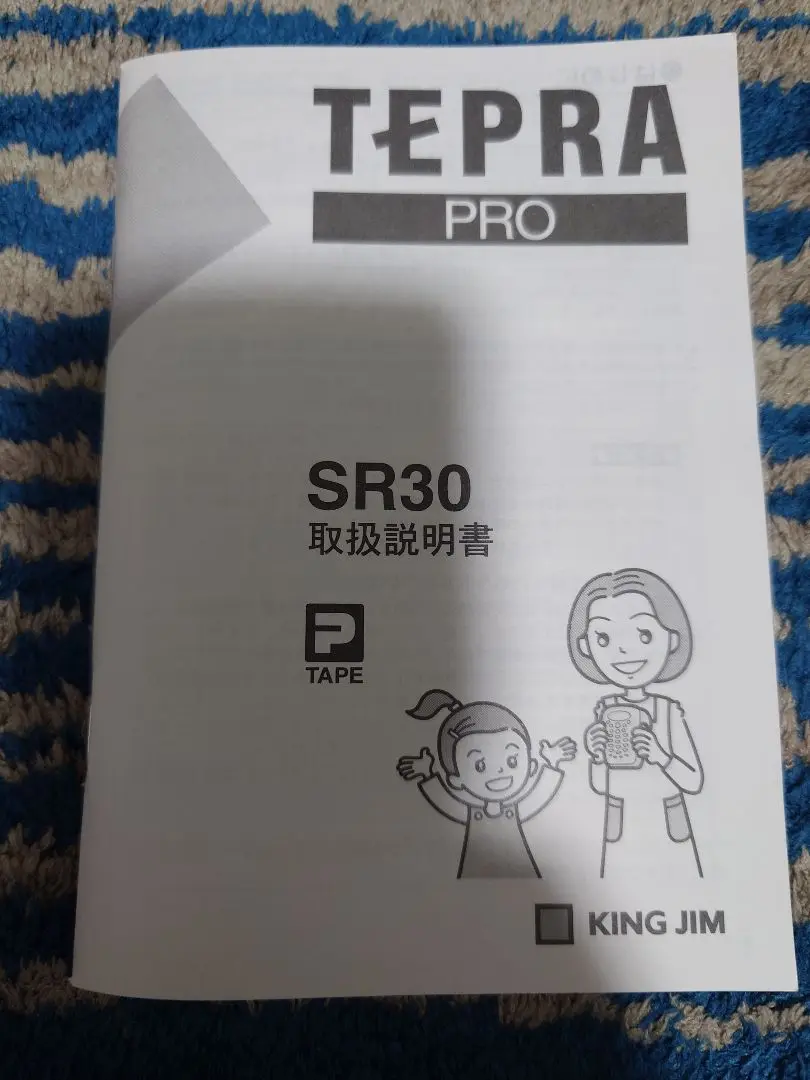 TEPRA
PRO
SR30
取扱説明書
P
TAPE
KING JIM